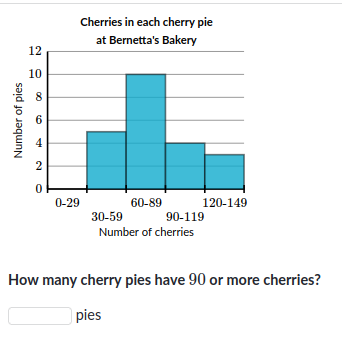 Cherries in each cherry pie
at Bernetta's Bakery
Number of pies
12
10
8
6
4
2
0
0-29
60-89
120-149
30-59
90-119
Number of cherries
How many cherry pies have 90 or more cherries?
pies